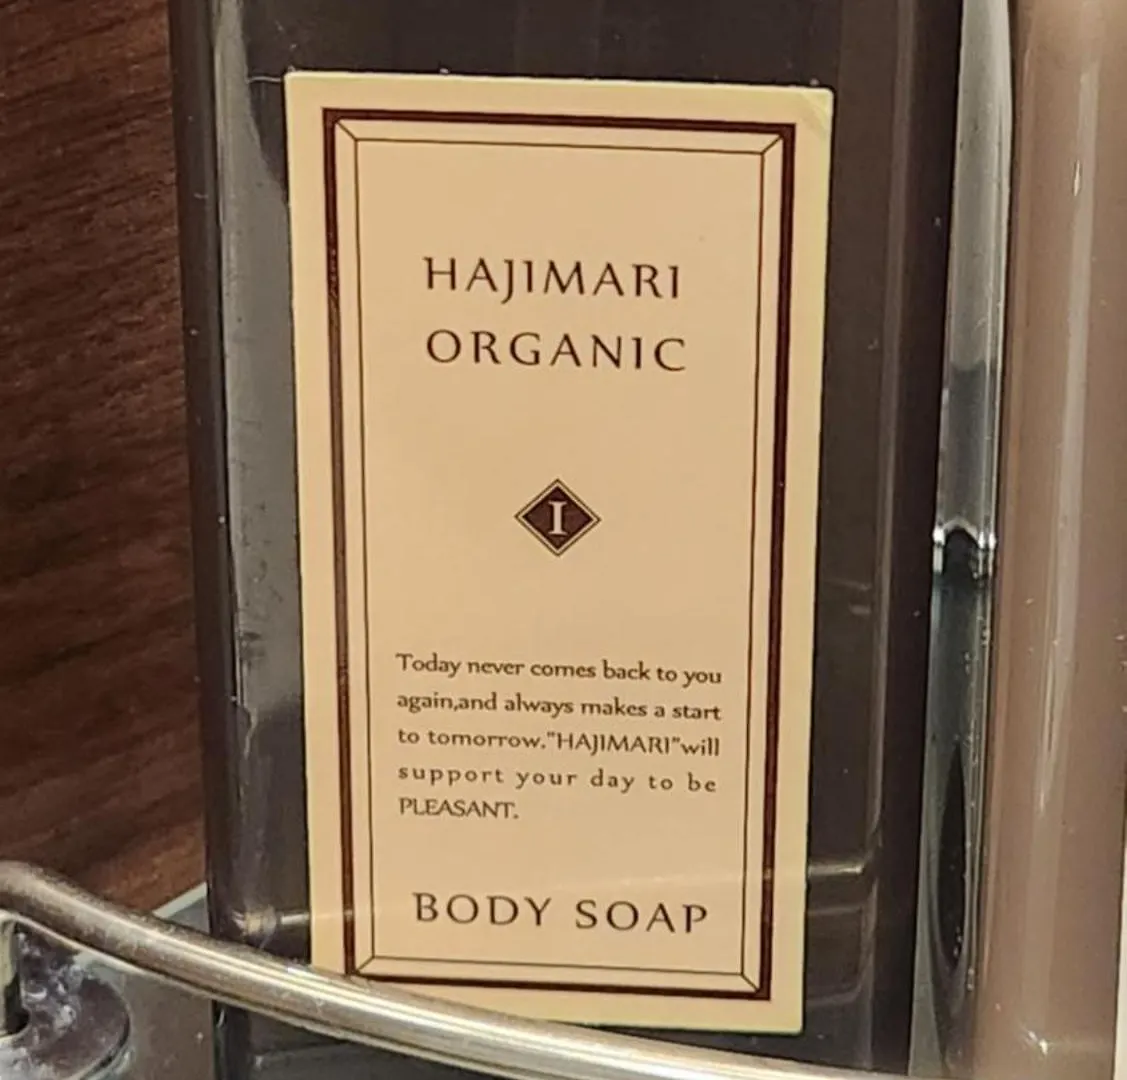 HAJIMARI
ORGANIC
I
Today never comes back to you
again,and always makes a start
to tomorrow."HAJIMARI"will
support your day to be
PLEASANT.
BODY SOAP